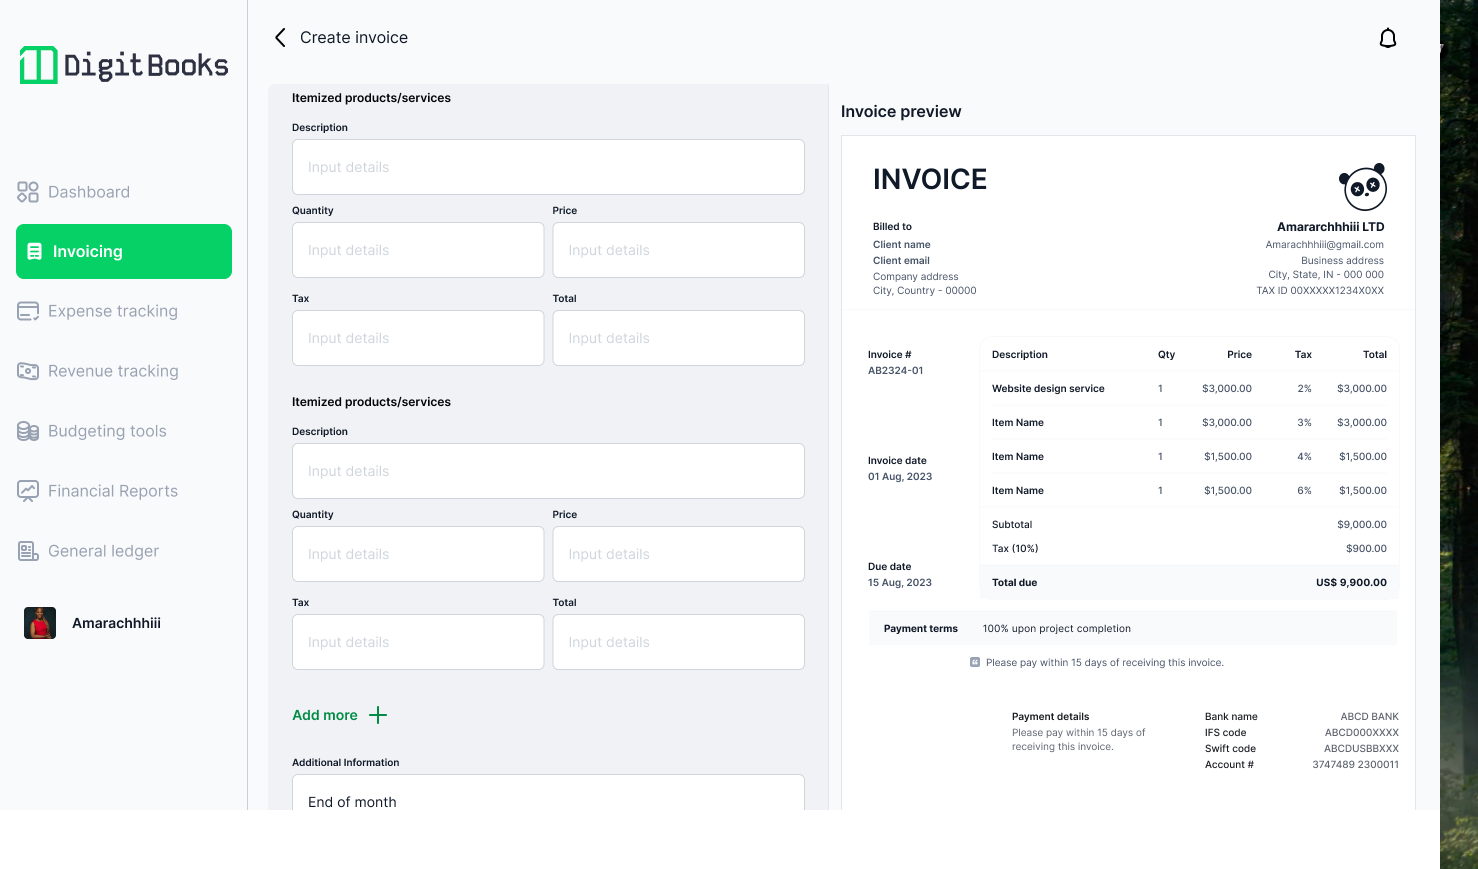 DigitBooks
Dashboard
Invoicing
Expense tracking
Revenue tracking
Budgeting tools
Financial Reports
General ledger
Amarachhhiii
Create invoice
Itemized products/services
Description
Input details
Quantity Price
Input details Input details
Tax Total
Input details Input details
Itemized products/services
Description
Input details
Quantity Price
Input details Input details
Tax Total
Input details Input details
Add more
Additional Information
End of month
Invoice preview
INVOICE
Billed to
Client name
Client email
Company address
City, Country - 00000
Amararchhhiii LTD
Amarachhhiii@gmail.com
Business address
City, State, IN - 000 000
TAX ID 00XXXXX1234X0XX
Invoice #
AB2324-01
Invoice date
01 Aug, 2023
Due date
15 Aug, 2023
Description Qty Price Tax Total
Website design service 1 $3,000.00 2% $3,000.00
Item Name 1 $3,000.00 3% $3,000.00
Item Name 1 $1,500.00 4% $1,500.00
Item Name 1 $1,500.00 6% $1,500.00
Subtotal $9,000.00
Tax (10%) $900.00
Total due US$ 9,900.00
Payment terms 100% upon project completion
Please pay within 15 days of receiving this invoice.
Payment details
Please pay within 15 days of
receiving this invoice.
Bank name ABCD BANK
IFS code ABCD000XXXX
Swift code ABCDUSBBXXX
Account # 3747489 2300011